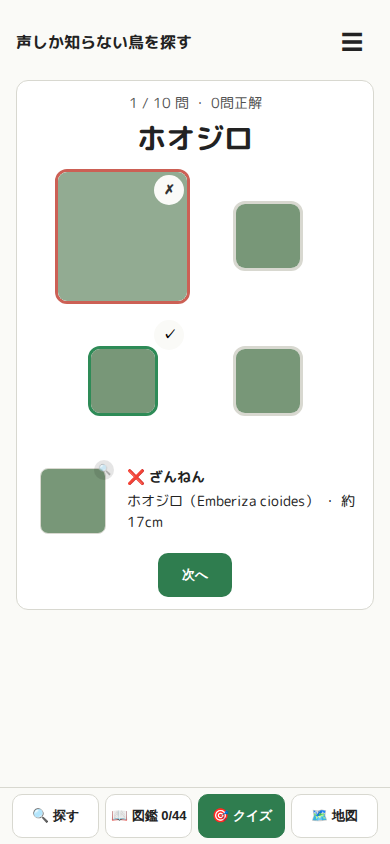 声しか知らない鳥を探す
1 / 10 問 · 0問正解
ホオジロ
✗
✓
❌ ざんねん
ホオジロ（Emberiza cioides） · 約
17cm
次へ
🔍 探す
📖 図鑑 0/44
🎯 クイズ
🗺️ 地図